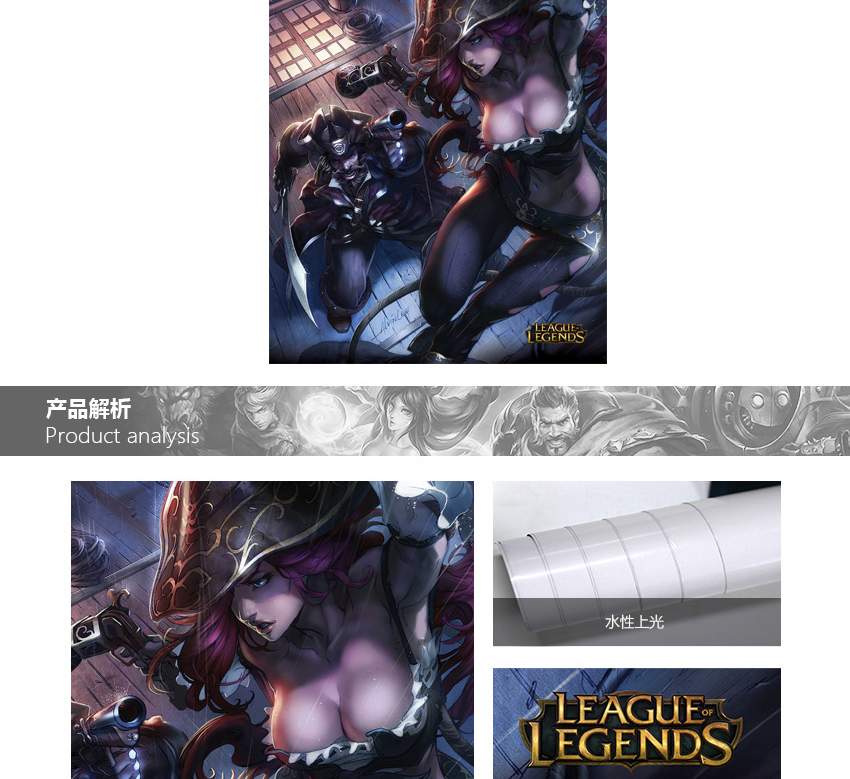 LEAGUE OF
LEGENDS
产品解析
Product analysis
水性上光
LEAGUE OF
LEGENDS